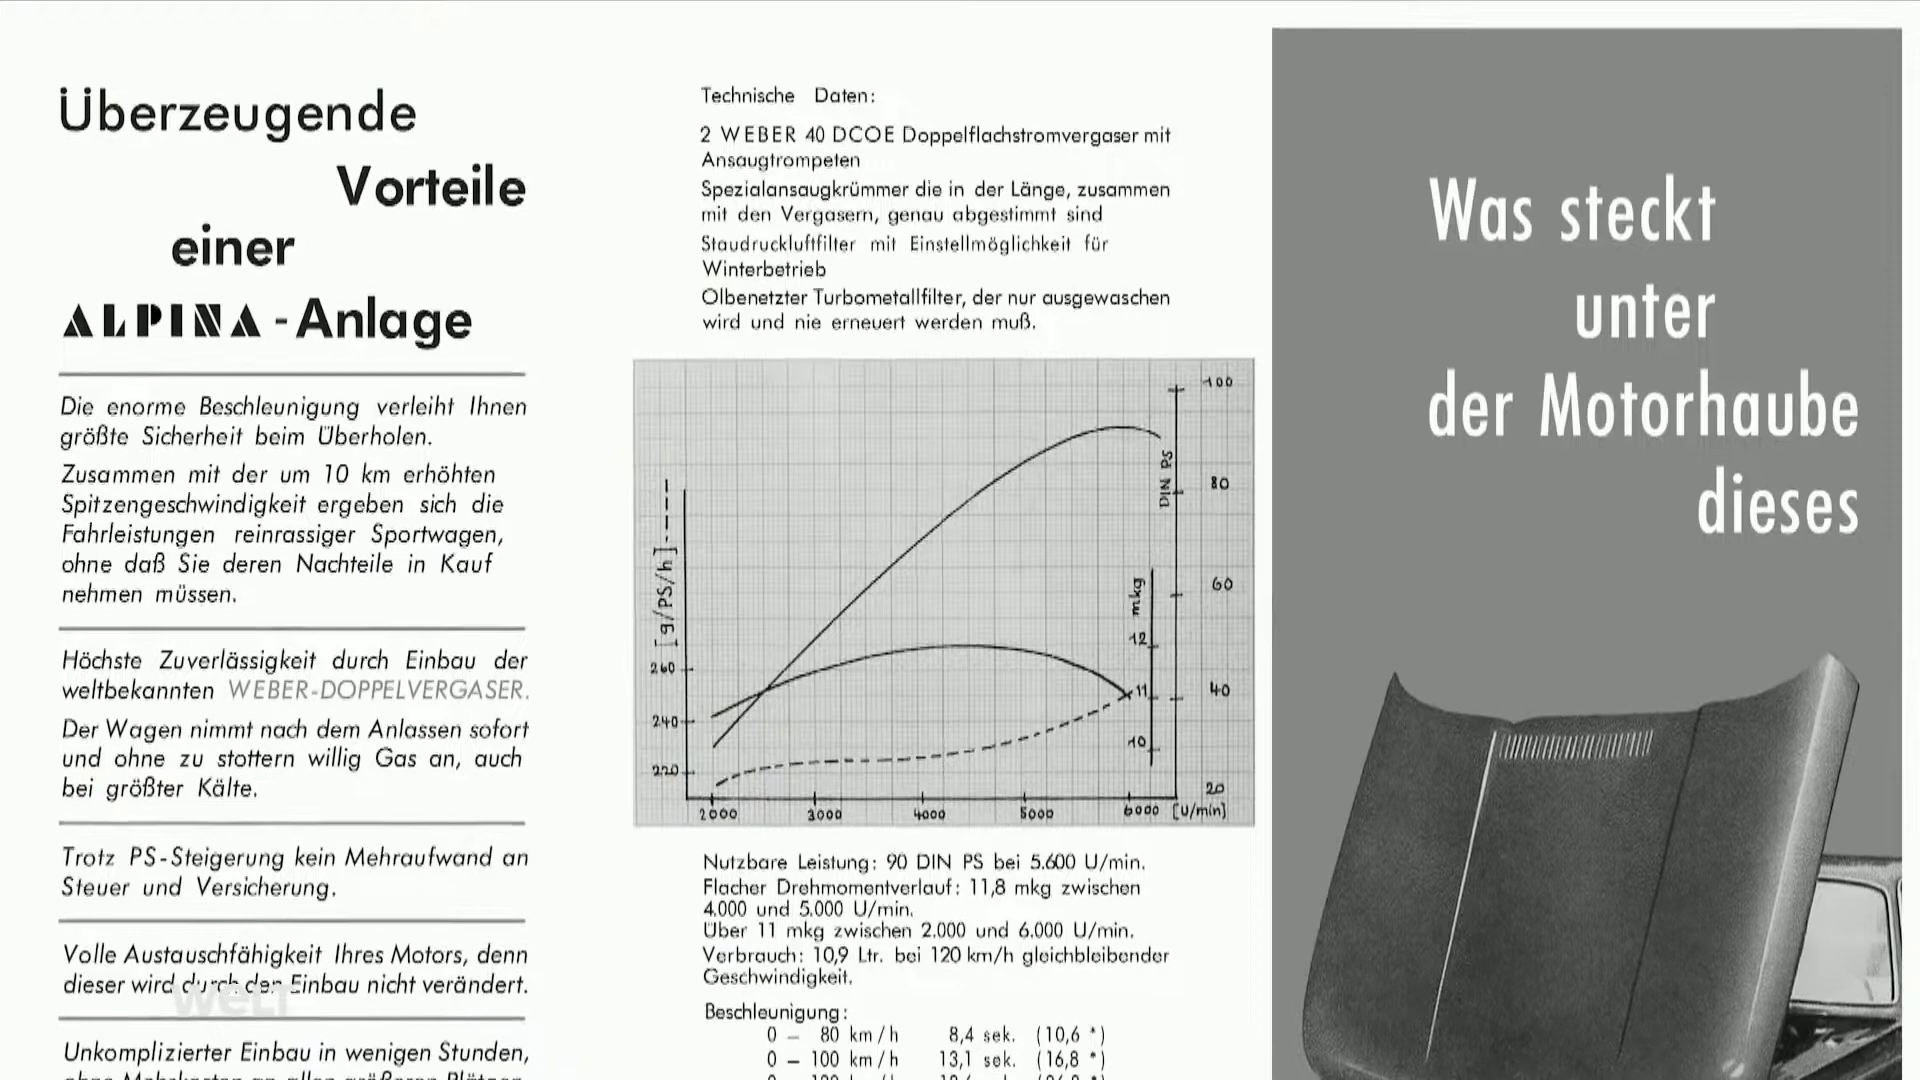 Überzeugende
Vorteile
einer
ALPINA-Anlage
Die enorme Beschleunigung verleiht Ihnen
größte Sicherheit beim Überholen.
Zusammen mit der um 10 km erhöhten
Spitzengeschwindigkeit ergeben sich die
Fahrleistungen reinrassiger Sportwagen,
ohne daß Sie deren Nachteile in Kauf
nehmen müssen.
Höchste Zuverlässigkeit durch Einbau der
weltbekannten WEBER-DOPPELVERGASER.
Der Wagen nimmt nach dem Anlassen sofort
und ohne zu stottern willig Gas an, auch
bei größter Kälte.
Trotz PS-Steigerung kein Mehraufwand an
Steuer und Versicherung.
Volle Austauschfähigkeit Ihres Motors, denn
dieser wird durch den Einbau nicht verändert.
welt
Unkomplizierter Einbau in wenigen Stunden,
Technische Daten:
2 WEBER 40 DCOE Doppelflachstromvergaser mit
Ansaugtrompeten
Spezialansaugkrümmer die in der Länge, zusammen
mit den Vergasern, genau abgestimmt sind
Staudruckluftfilter mit Einstellmöglichkeit für
Winterbetrieb
Olbenetzter Turbometallfilter, der nur ausgewaschen
wird und nie erneuert werden muß.
[g/PS/h]-----
260
240
220
2000 3000 4000 5000 6000 [U/min]
mkg
12
11
10
DIN PS
100
80
60
40
20
Nutzbare Leistung: 90 DIN PS bei 5.600 U/min.
Flacher Drehmomentverlauf: 11,8 mkg zwischen
4.000 und 5.000 U/min.
Über 11 mkg zwischen 2.000 und 6.000 U/min.
Verbrauch: 10,9 Ltr. bei 120 km/h gleichbleibender
Geschwindigkeit.
Beschleunigung:
0 – 80 km/h 8,4 sek. (10,6 *)
0 – 100 km/h 13,1 sek. (16,8 *)
Was steckt
unter
der Motorhaube
dieses